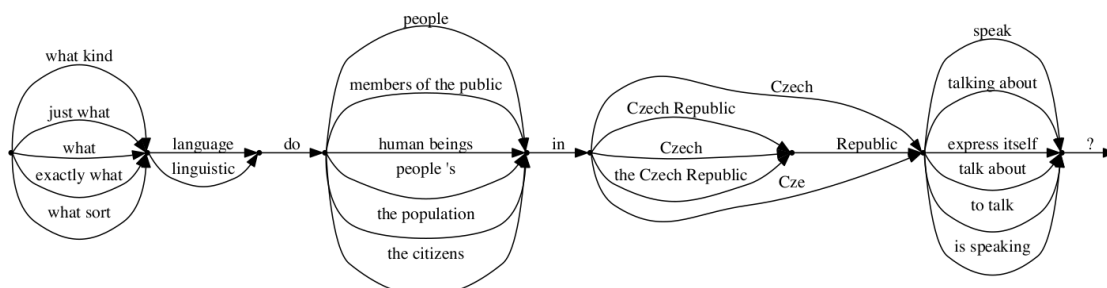 what kind
just what
what
exactly what
what sort
language
linguistic
do
people
members of the public
human beings
people 's
the population
the citizens
in
Czech
Czech Republic
Czech
the Czech Republic
Cze
Republic
speak
talking about
express itself
talk about
to talk
is speaking
?